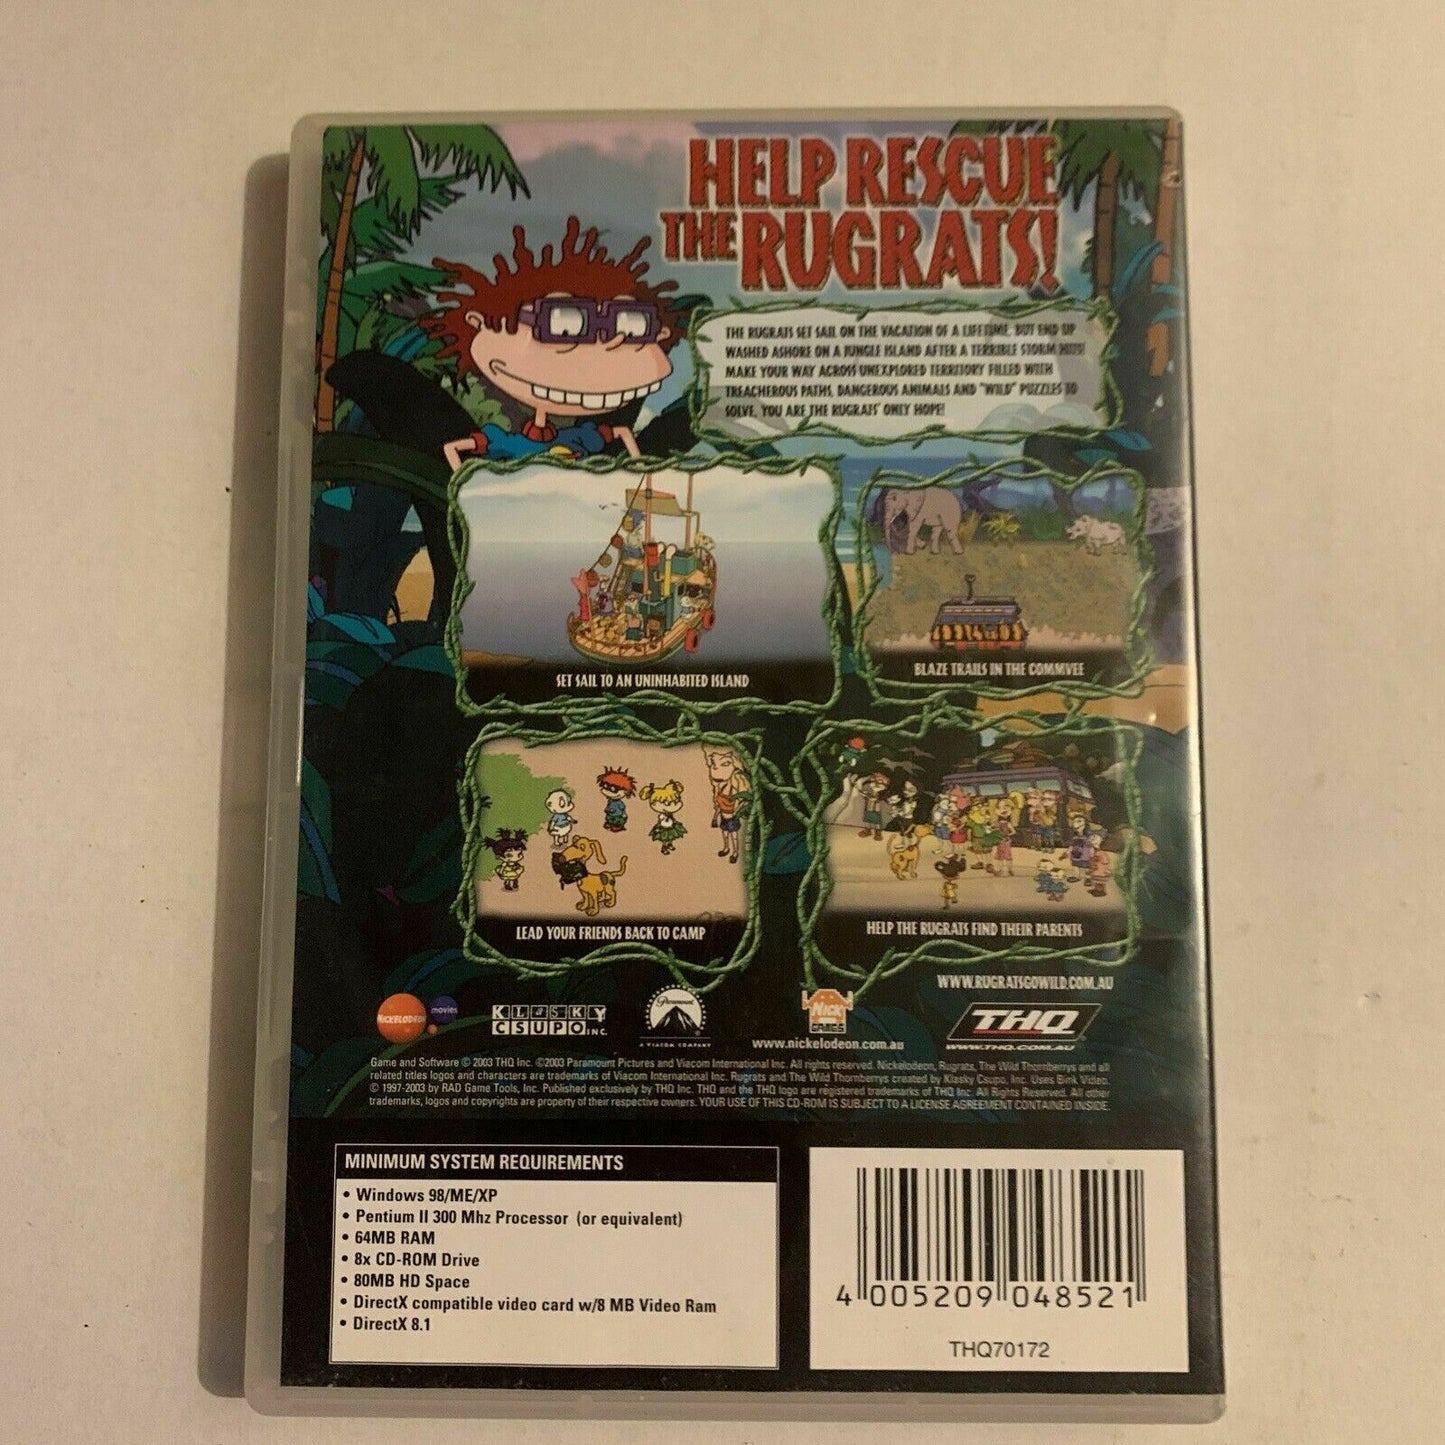 HELP RESCUE
THE RUGRATS!
THE RUGRATS SET SAIL ON THE VACATION OF A LIFETIME, BUT END UP
WASHED ASHORE ON A JUNGLE ISLAND AFTER A TERRIBLE STORM HITS!
MAKE YOUR WAY ACROSS UNEXPLORED TERRITORY FILLED WITH
TREACHEROUS PATHS, DANGEROUS ANIMALS AND "WILD" PUZZLES TO
SOLVE, YOU ARE THE RUGRATS' ONLY HOPE!
SET SAIL TO AN UNINHABITED ISLAND
BLAZE TRAILS IN THE COMMVEE
LEAD YOUR FRIENDS BACK TO CAMP
HELP THE RUGRATS FIND THEIR PARENTS
WWW.RUGRATSGOWILD.COM.AU
NICKELODEON movies
KLASKY
CSUPO INC.
Paramount
A VIACOM COMPANY
NICK
GAMES
www.nickelodeon.com.au
THQ
WWW.THQ.COM.AU
Game and Software © 2003 THQ Inc. ©2003 Paramount Pictures and Viacom International Inc. All rights reserved. Nickelodeon, Rugrats, The Wild Thornberrys and all
related titles logos and characters are trademarks of Viacom International Inc. Rugrats and The Wild Thornberrys created by Klasky Csupo, Inc. Uses Bink Video.
© 1997-2003 by RAD Game Tools, Inc. Published exclusively by THQ Inc. THQ and the THQ logo are registered trademarks of THQ Inc. All Rights Reserved. All other
trademarks, logos and copyrights are property of their respective owners. YOUR USE OF THIS CD-ROM IS SUBJECT TO A LICENSE AGREEMENT CONTAINED INSIDE.
MINIMUM SYSTEM REQUIREMENTS
• Windows 98/ME/XP
• Pentium II 300 Mhz Processor (or equivalent)
• 64MB RAM
• 8x CD-ROM Drive
• 80MB HD Space
• DirectX compatible video card w/8 MB Video Ram
• DirectX 8.1
4 005209 048521
THQ70172